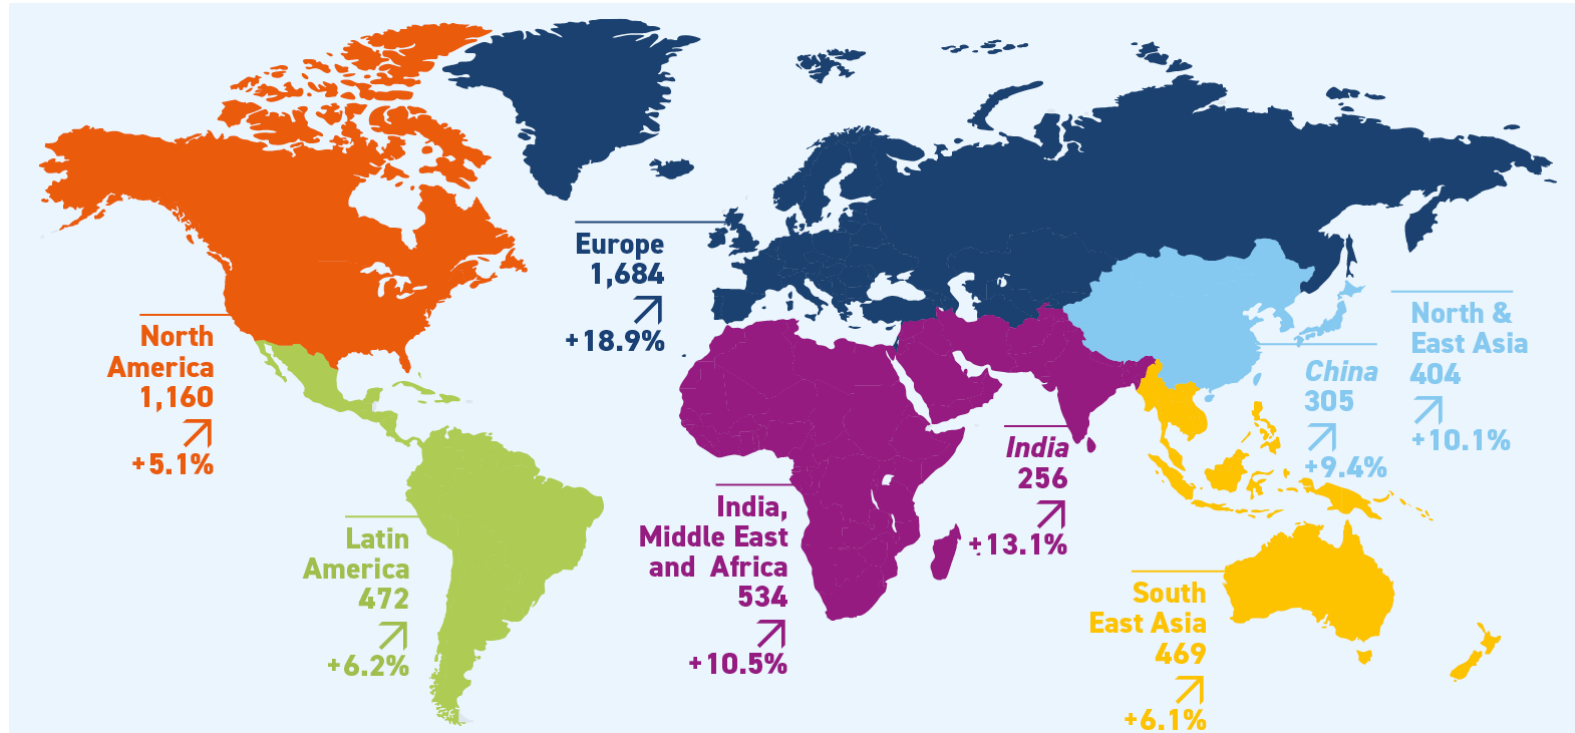 Europe
1,684
+18.9%
North
America
1,160
+5.1%
Latin
America
472
+6.2%
India,
Middle East
and Africa
534
+10.5%
India
256
+13.1%
North &
East Asia
404
+10.1%
China
305
+9.4%
South
East Asia
469
+6.1%